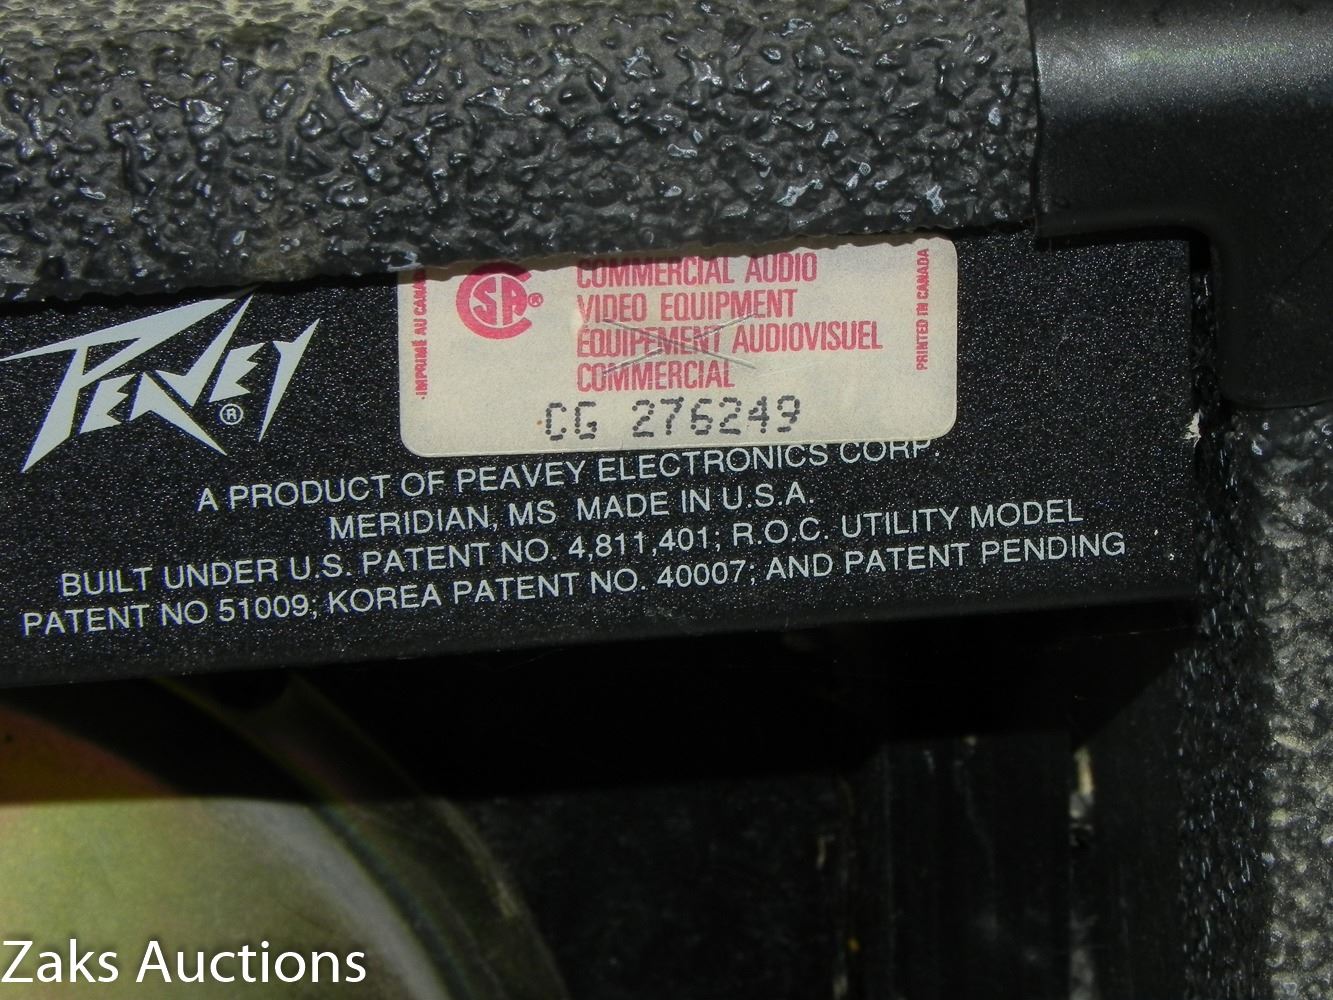 PEAVEY®
IMPRIMÉ AU CANADA
CSA®
COMMERCIAL AUDIO
VIDEO EQUIPMENT
ÉQUIPEMENT AUDIOVISUEL
COMMERCIAL
CG 276249
PRINTED IN CANADA
A PRODUCT OF PEAVEY ELECTRONICS CORP.
MERIDIAN, MS MADE IN U.S.A.
BUILT UNDER U.S. PATENT NO. 4,811,401; R.O.C. UTILITY MODEL
PATENT NO 51009; KOREA PATENT NO. 40007; AND PATENT PENDING
Zaks Auctions